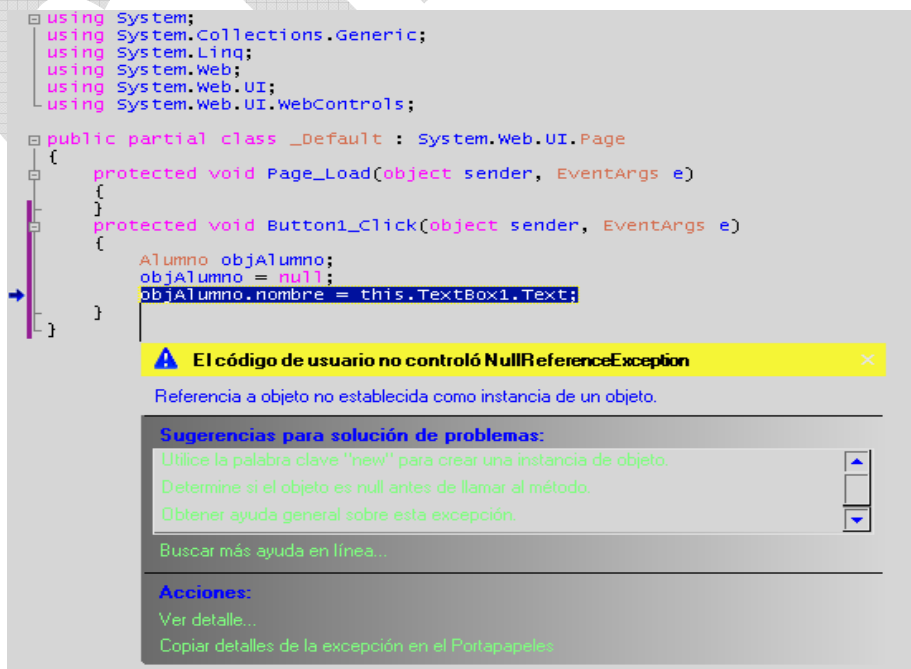 using System;
using System.Collections.Generic;
using System.Linq;
using System.Web;
using System.Web.UI;
using System.Web.UI.WebControls;
public partial class _Default : System.Web.UI.Page
{
protected void Page_Load(object sender, EventArgs e)
{
}
protected void Button1_Click(object sender, EventArgs e)
{
Alumno objAlumno;
objAlumno = null;
objAlumno.nombre = this.TextBox1.Text;
}
}
El código de usuario no controló NullReferenceException
Referencia a objeto no establecida como instancia de un objeto.
Sugerencias para solución de problemas:
Utilice la palabra clave "new" para crear una instancia de objeto.
Determine si el objeto es null antes de llamar al método.
Obtener ayuda general sobre esta excepción.
Buscar más ayuda en línea...
Acciones:
Ver detalle...
Copiar detalles de la excepción en el Portapapeles